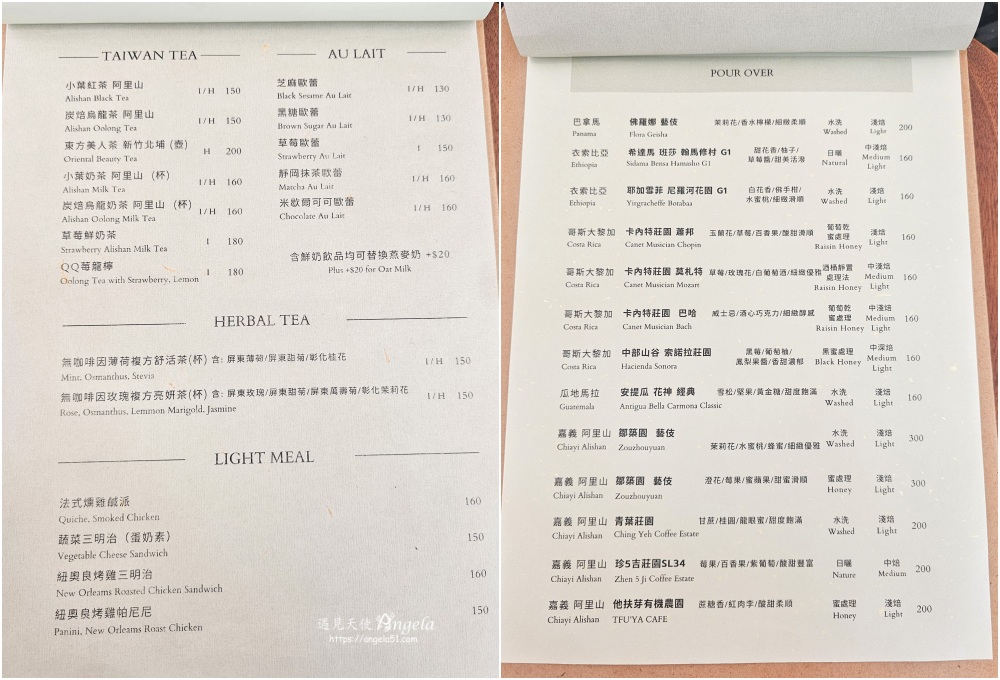 TAIWAN TEA
小葉紅茶 阿里山 I/H 150
Alishan Black Tea
炭焙烏龍茶 阿里山 I/H 150
Alishan Oolong Tea
東方美人茶 新竹北埔 (壺) H 200
Oriental Beauty Tea
小葉奶茶 阿里山 (杯) I/H 160
Alishan Milk Tea
炭焙烏龍奶茶 阿里山 (杯) I/H 160
Alishan Oolong Milk Tea
草莓鮮奶茶 I 180
Strawberry Alishan Milk Tea
QQ莓龍檸 I 180
Oolong Tea with Strawberry, Lemon
AU LAIT
芝麻歐蕾 I/H 130
Black Sesame Au Lait
黑糖歐蕾 I/H 130
Brown Sugar Au Lait
草莓歐蕾 I 150
Strawberry Au Lait
靜岡抹茶歐蕾 I/H 160
Matcha Au Lait
米歇爾可可歐蕾 I/H 160
Chocolate Au Lait
含鮮奶飲品均可替換燕麥奶 +$20
Plus +$20 for Oat Milk
HERBAL TEA
無咖啡因薄荷複方舒活茶(杯) 含: 屏東薄荷/屏東甜菊/彰化桂花 I/H 150
Mint, Osmanthus, Stevia
無咖啡因玫瑰複方亮妍茶(杯) 含: 屏東玫瑰/屏東甜菊/屏東萬壽菊/彰化茉莉花 I/H 150
Rose, Osmanthus, Lemmon Marigold, Jasmine
LIGHT MEAL
法式燻雞鹹派 160
Quiche, Smoked Chicken
蔬菜三明治 (蛋奶素) 150
Vegetable Cheese Sandwich
紐奧良烤雞三明治 160
New Orleans Roasted Chicken Sandwich
紐奧良烤雞帕尼尼 150
Panini, New Orleans Roast Chicken
遇見天使 Angela
https://angela51.com
POUR OVER
巴拿馬 佛羅娜 藝伎 茉莉花/香水檸檬/細緻柔順 水洗 淺焙 200
Panama Flora Geisha Washed Light
衣索比亞 希達馬 班莎 翰馬修村 G1 甜花香/柚子/ 草莓醬/甜美活潑 日曬 中淺焙 160
Ethiopia Sidama Bensa Hamasho G1 Natural Medium Light
衣索比亞 耶加雪菲 尼羅河花園 G1 白花香/佛手柑/ 水蜜桃/細緻滑順 水洗 淺焙 160
Ethiopia Yirgracheffe Botabaa Washed Light
哥斯大黎加 卡內特莊園 蕭邦 玉蘭花/草莓/百香果/酸甜滑順 葡萄乾 蜜處理 淺焙 160
Costa Rica Canet Musician Chopin Raisin Honey Light
哥斯大黎加 卡內特莊園 莫札特 草莓/玫瑰花/白葡萄酒/細緻優雅 酒桶靜置 處理法 中淺焙 160
Costa Rica Canet Musician Mozart Raisin Honey Medium Light
哥斯大黎加 卡內特莊園 巴哈 威士忌/酒心巧克力/細緻醇感 葡萄乾 蜜處理 中淺焙 160
Costa Rica Canet Musician Bach Raisin Honey Medium Light
哥斯大黎加 中部山谷 索諾拉莊園 黑莓/葡萄柚/ 鳳梨果醬/香甜濃郁 黑蜜處理 中深焙 160
Costa Rica Hacienda Sonora Black Honey Medium Light
瓜地馬拉 安提瓜 花神 經典 雪松/堅果/黃金糖/甜度飽滿 水洗 淺焙 160
Guatemala Antigua Bella Carmona Classic Washed Light
嘉義 阿里山 鄒築園 藝伎 茉莉花/水蜜桃/蜂蜜/細緻優雅 水洗 淺焙 300
Chiayi Alishan Zouzhouyuan Washed Light
嘉義 阿里山 鄒築園 藝伎 澄花/莓果/蜜蘋果/甜蜜滑順 蜜處理 淺焙 300
Chiayi Alishan Zouzhouyuan Honey Light
嘉義 阿里山 青葉莊園 甘蔗/桂圓/龍眼蜜/甜度飽滿 水洗 淺焙 200
Chiayi Alishan Ching Yeh Coffee Estate Washed Light
嘉義 阿里山 珍5吉莊園SL34 莓果/百香果/紫葡萄/酸甜豐富 日曬 中焙 200
Chiayi Alishan Zhen 5 Ji Coffee Estate Nature Medium
嘉義 阿里山 他扶芽有機農園 蔗糖香/紅肉李/酸甜柔順 蜜處理 淺焙 200
Chiayi Alishan TFU'YA CAFE Honey Light